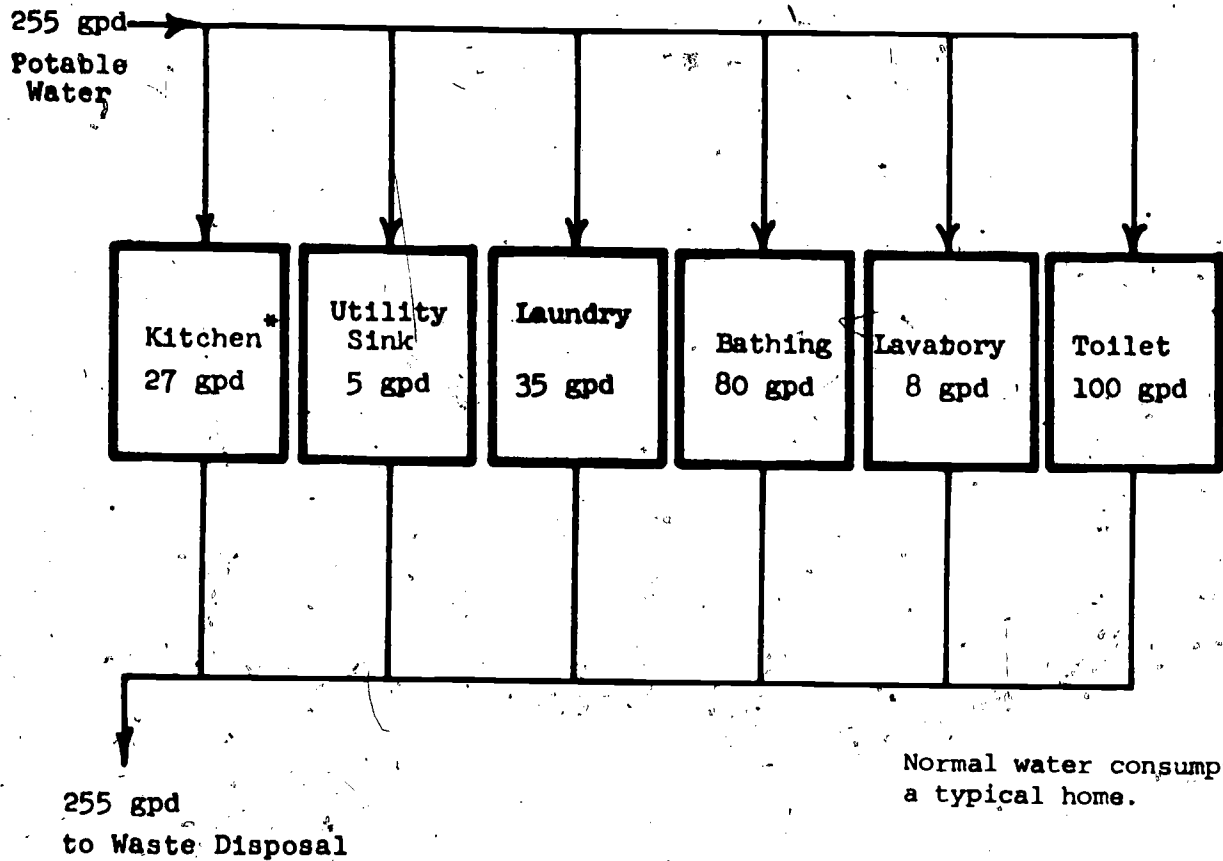 255 gpd
Potable
Water
Kitchen*
27 gpd
Utility
Sink
5 gpd
Laundry
35 gpd
Bathing
80 gpd
Lavabory
8 gpd
Toilet
100 gpd
255 gpd
to Waste Disposal
Normal water consump
a typical home.